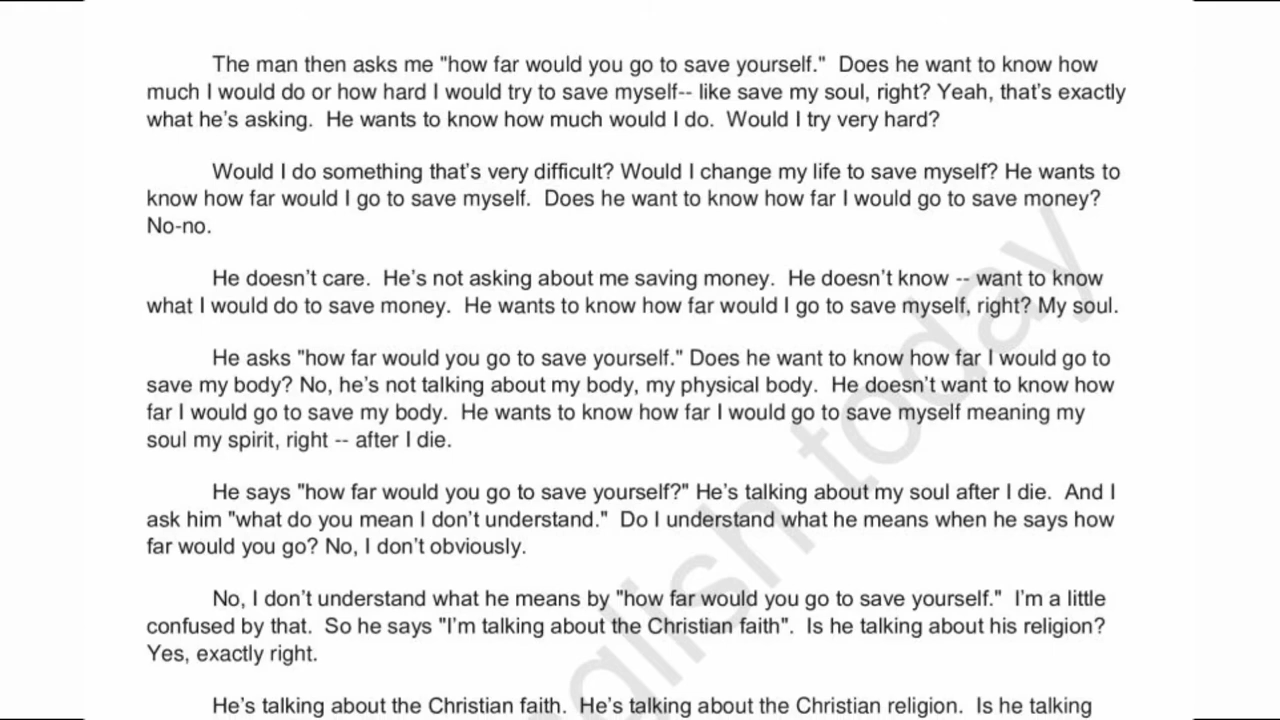 The man then asks me "how far would you go to save yourself."  Does he want to know how
much I would do or how hard I would try to save myself-- like save my soul, right? Yeah, that's exactly
what he's asking.  He wants to know how much would I do.  Would I try very hard?
Would I do something that's very difficult? Would I change my life to save myself? He wants to
know how far would I go to save myself.  Does he want to know how far I would go to save money?
No-no.
He doesn't care.  He's not asking about me saving money.  He doesn't know -- want to know
what I would do to save money.  He wants to know how far would I go to save myself, right? My soul.
He asks "how far would you go to save yourself." Does he want to know how far I would go to
save my body? No, he's not talking about my body, my physical body.  He doesn't want to know how
far I would go to save my body.  He wants to know how far I would go to save myself meaning my
soul my spirit, right -- after I die.
He says "how far would you go to save yourself?" He's talking about my soul after I die.  And I
ask him "what do you mean I don't understand."  Do I understand what he means when he says how
far would you go? No, I don't obviously.
No, I don't understand what he means by "how far would you go to save yourself."  I'm a little
confused by that.  So he says "I'm talking about the Christian faith".  Is he talking about his religion?
Yes, exactly right.
He's talking about the Christian faith.  He's talking about the Christian religion.  Is he talking
nglish today